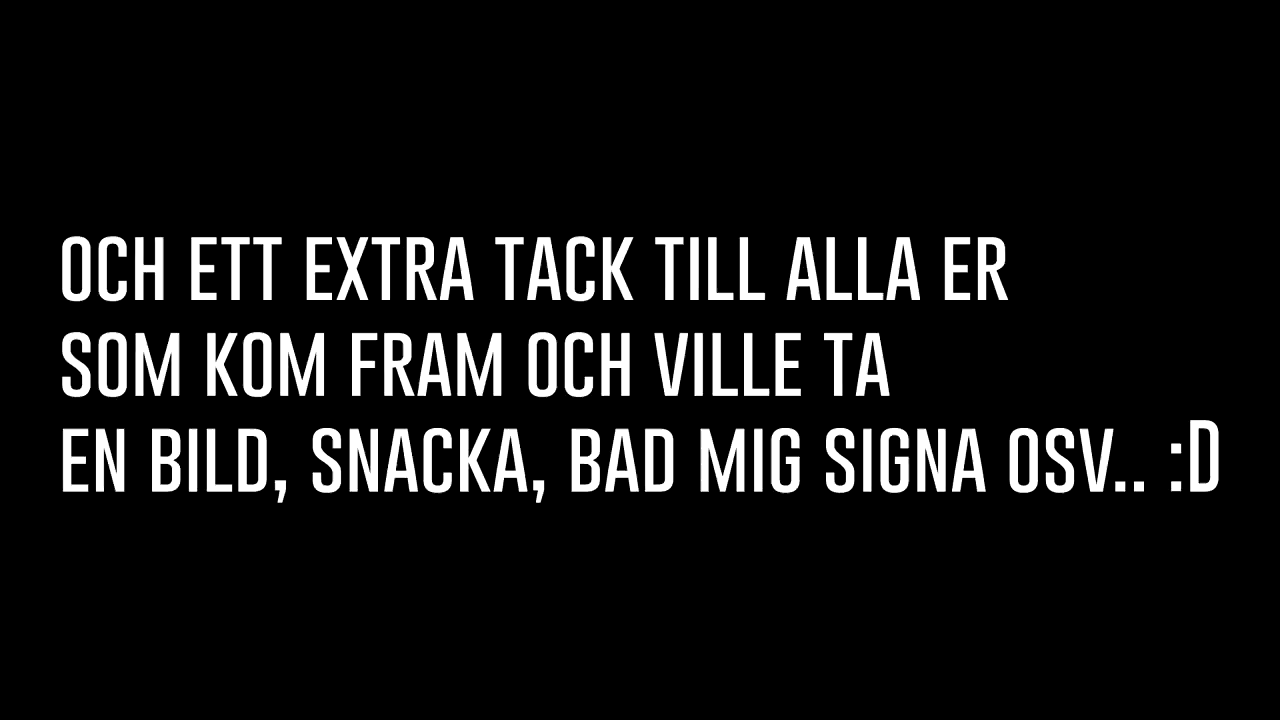 OCH ETT EXTRA TACK TILL ALLA ER
SOM KOM FRAM OCH VILLE TA
EN BILD, SNACKA, BAD MIG SIGNA OSV.. :D